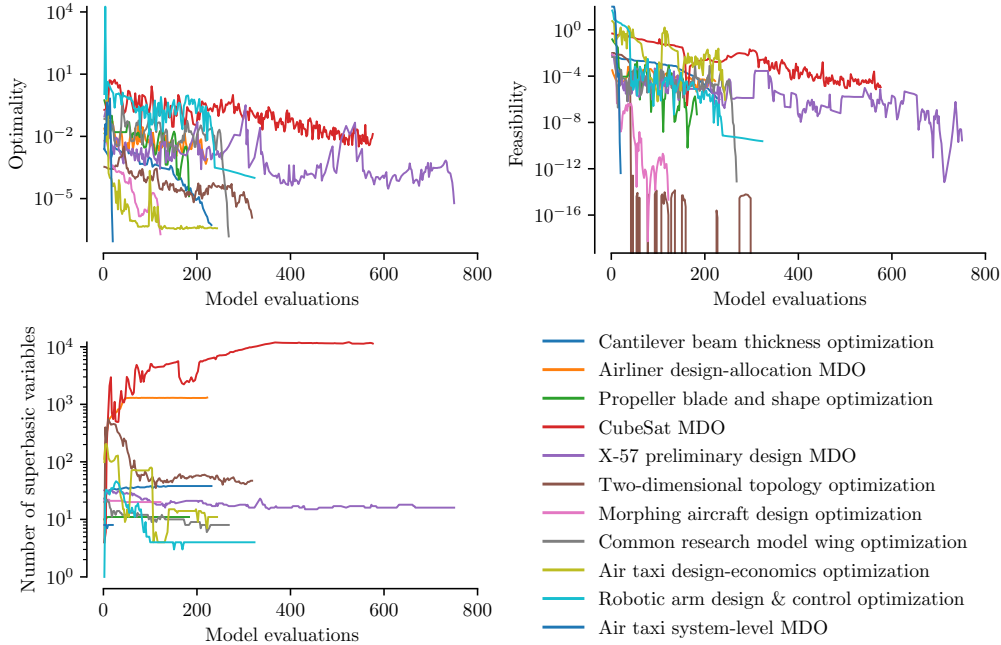 10^4
10^1
10^-2
10^-5
Optimality
0 200 400 600 800
Model evaluations
10^0
10^-4
10^-8
10^-12
10^-16
Feasibility
0 200 400 600 800
Model evaluations
10^4
10^3
10^2
10^1
10^0
Number of superbasic variables
0 200 400 600 800
Model evaluations
Cantilever beam thickness optimization
Airliner design-allocation MDO
Propeller blade and shape optimization
CubeSat MDO
X-57 preliminary design MDO
Two-dimensional topology optimization
Morphing aircraft design optimization
Common research model wing optimization
Air taxi design-economics optimization
Robotic arm design & control optimization
Air taxi system-level MDO